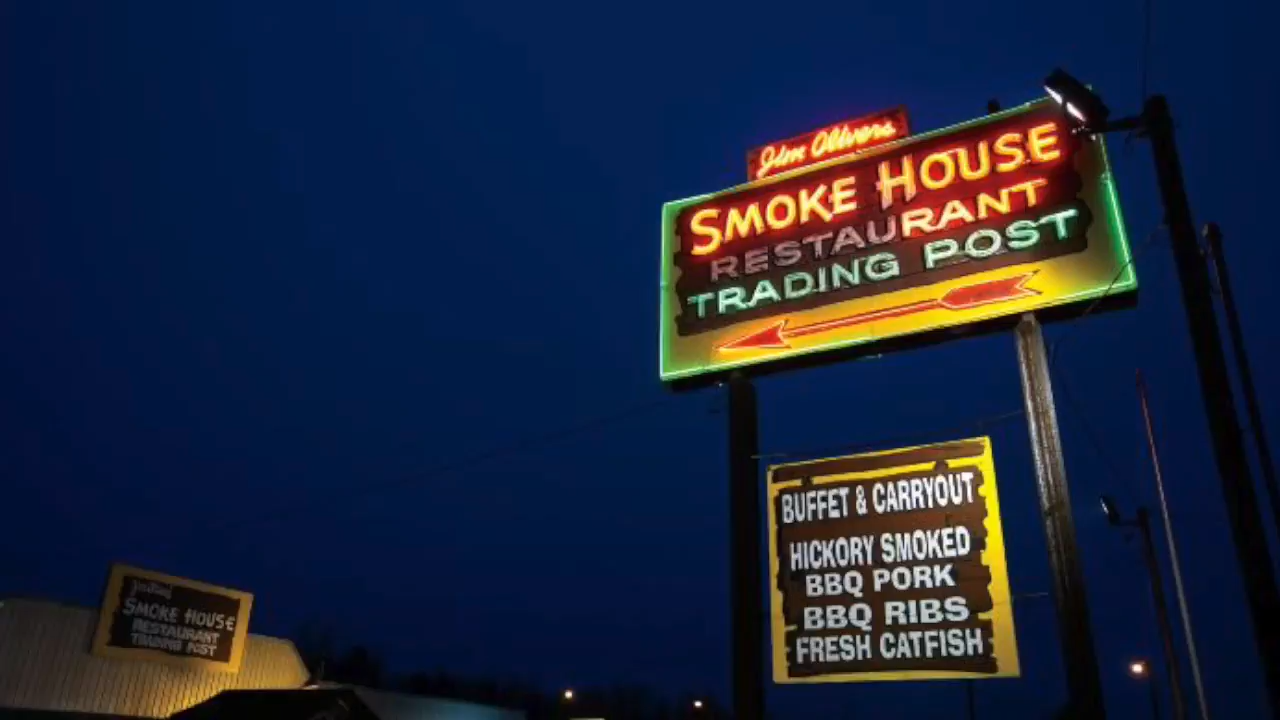 Jim Oliver's
SMOKE HOUSE
RESTAURANT
TRADING POST
BUFFET & CARRYOUT
HICKORY SMOKED
BBQ PORK
BBQ RIBS
FRESH CATFISH
SMOKE HOUSE
RESTAURANT
TRADING POST